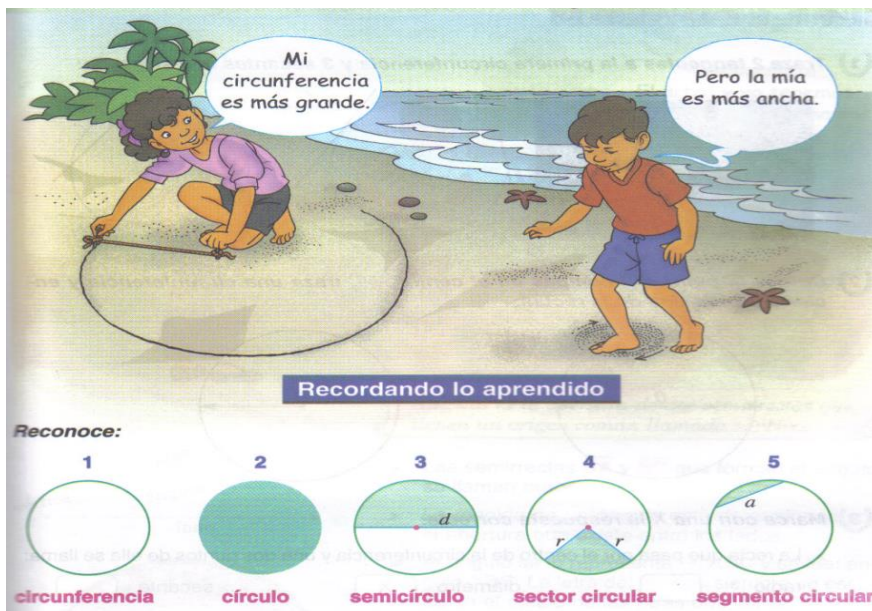 Mi
circunferencia
es más grande.
Pero la mía
es más ancha.
Recordando lo aprendido
Reconoce:
1 2 3 4 5
d
r r
a
circunferencia círculo semicírculo sector circular segmento circular